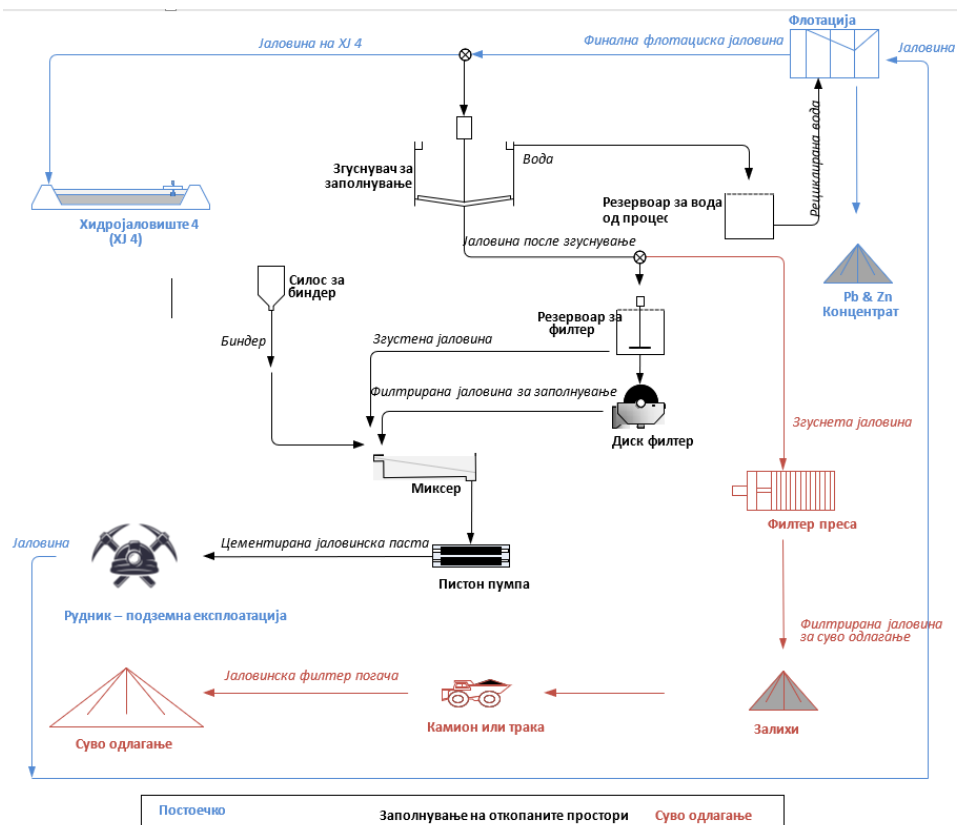 Флотација
Јаловина на XJ 4
Финална флотациска јаловина
Јаловина
Рециклирана вода
Згуснувач за
заполнување
Вода
Резервоар за вода
од процес
Хидројаловиште 4
(XJ 4)
Јаловина после згуснување
Силос за
биндер
Pb & Zn
Концентрат
Резервоар за
филтер
Биндер
Згустена јаловина
Филтрирана јаловина за заполнување
Згуснета јаловина
Диск филтер
Миксер
Филтер преса
Јаловина
Цементирана јаловинска паста
Пистон пумпа
Рудник – подземна експлоатација
Филтрирана јаловина
за суво одлагање
Јаловинска филтер погача
Камион или трака
Залихи
Суво одлагање
Постоечко
Заполнување на откопаните простори
Суво одлагање